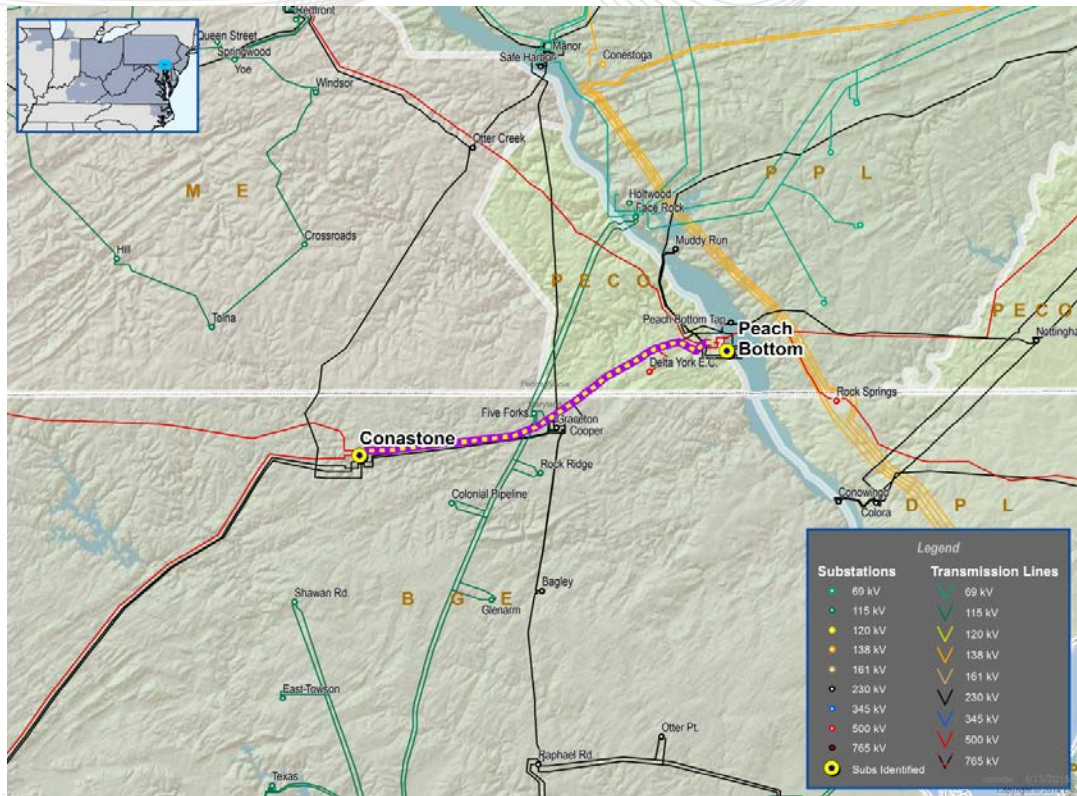 Redfront
Queen Street
Springwood
Yoe
Windsor
Manor
Safe Harbor
Conestoga
Otter Creek
M E
P P L
Holtwood
Face Rock
Crossroads
Hill
Muddy Run
P E C O
P E C O
Tolna
Peach Bottom Tap
Peach
Bottom
Nottingham
Delta York E.C.
Rock Springs
Five Forks
Graceton
Cooper
Conastone
Rock Ridge
Colonial Pipeline
Conowingo
Colora
D P L
Shawan Rd.
B G E
Bagley
Glenarm
East-Towson
Otter Pt.
Raphael Rd.
Texas
Legend
Substations Transmission Lines
69 kV 69 kV
115 kV 115 kV
120 kV 120 kV
138 kV 138 kV
161 kV 161 kV
230 kV 230 kV
345 kV 345 kV
500 kV 500 kV
765 kV 765 kV
Subs Identified